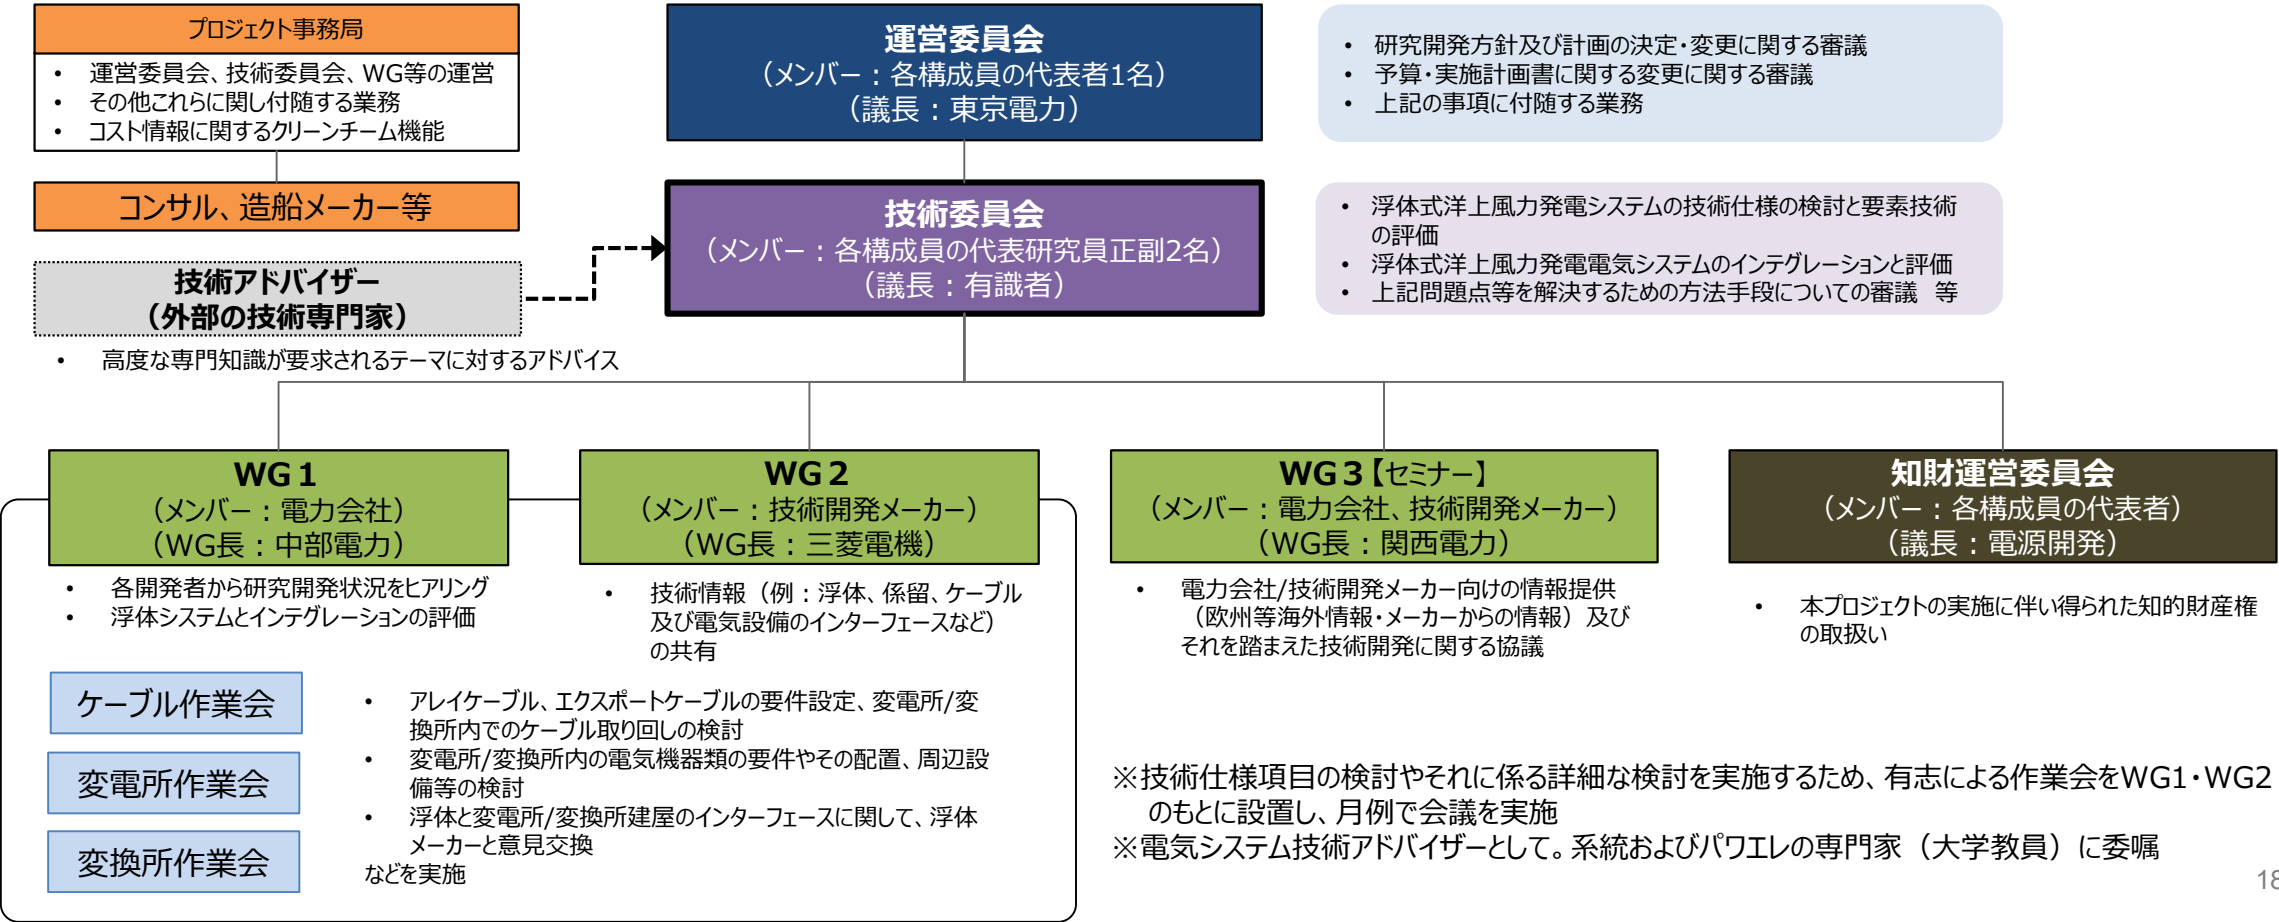 プロジェクト事務局
• 運営委員会、技術委員会、WG等の運営
• その他これらに関し付随する業務
• コスト情報に関するクリーンチーム機能
コンサル、造船メーカー等
技術アドバイザー
（外部の技術専門家）
• 高度な専門知識が要求されるテーマに対するアドバイス
運営委員会
（メンバー：各構成員の代表者1名）
（議長：東京電力）
• 研究開発方針及び計画の決定・変更に関する審議
• 予算・実施計画書に関する変更に関する審議
• 上記の事項に付随する業務
技術委員会
（メンバー：各構成員の代表研究員正副2名）
（議長：有識者）
• 浮体式洋上風力発電システムの技術仕様の検討と要素技術
の評価
• 浮体式洋上風力発電電気システムのインテグレーションと評価
• 上記問題点等を解決するための方法手段についての審議　等
WG１
（メンバー：電力会社）
（WG長：中部電力）
• 各開発者から研究開発状況をヒアリング
• 浮体システムとインテグレーションの評価
WG２
（メンバー：技術開発メーカー）
（WG長：三菱電機）
• 技術情報（例：浮体、係留、ケーブル
及び電気設備のインターフェースなど）
の共有
WG３【セミナー】
（メンバー：電力会社、技術開発メーカー）
（WG長：関西電力）
• 電力会社/技術開発メーカー向けの情報提供
（欧州等海外情報・メーカーからの情報）及び
それを踏まえた技術開発に関する協議
知財運営委員会
（メンバー：各構成員の代表者）
（議長：電源開発）
• 本プロジェクトの実施に伴い得られた知的財産権
の取扱い
ケーブル作業会
変電所作業会
変換所作業会
• アレイケーブル、エクスポートケーブルの要件設定、変電所/変
換所内でのケーブル取り回しの検討
• 変電所/変換所内の電気機器類の要件やその配置、周辺設
備等の検討
• 浮体と変電所/変換所建屋のインターフェースに関して、浮体
メーカーと意見交換
などを実施
※技術仕様項目の検討やそれに係る詳細な検討を実施するため、有志による作業会をWG1・WG2
のもとに設置し、月例で会議を実施
※電気システム技術アドバイザーとして。系統およびパワエレの専門家（大学教員）に委嘱
18